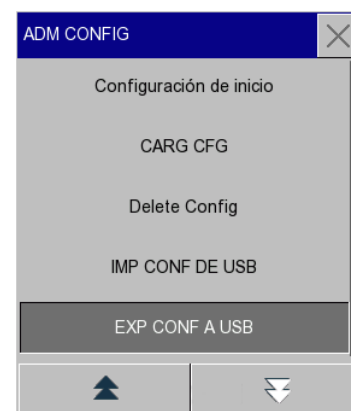 ADM CONFIG
Configuración de inicio
CARG CFG
Delete Config
IMP CONF DE USB
EXP CONF A USB